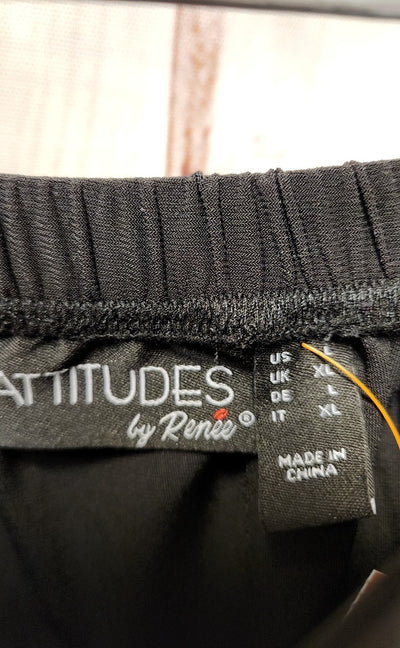 ATTITUDES
by Renée®
US L
UK XL
DE L
IT XL
MADE IN
CHINA